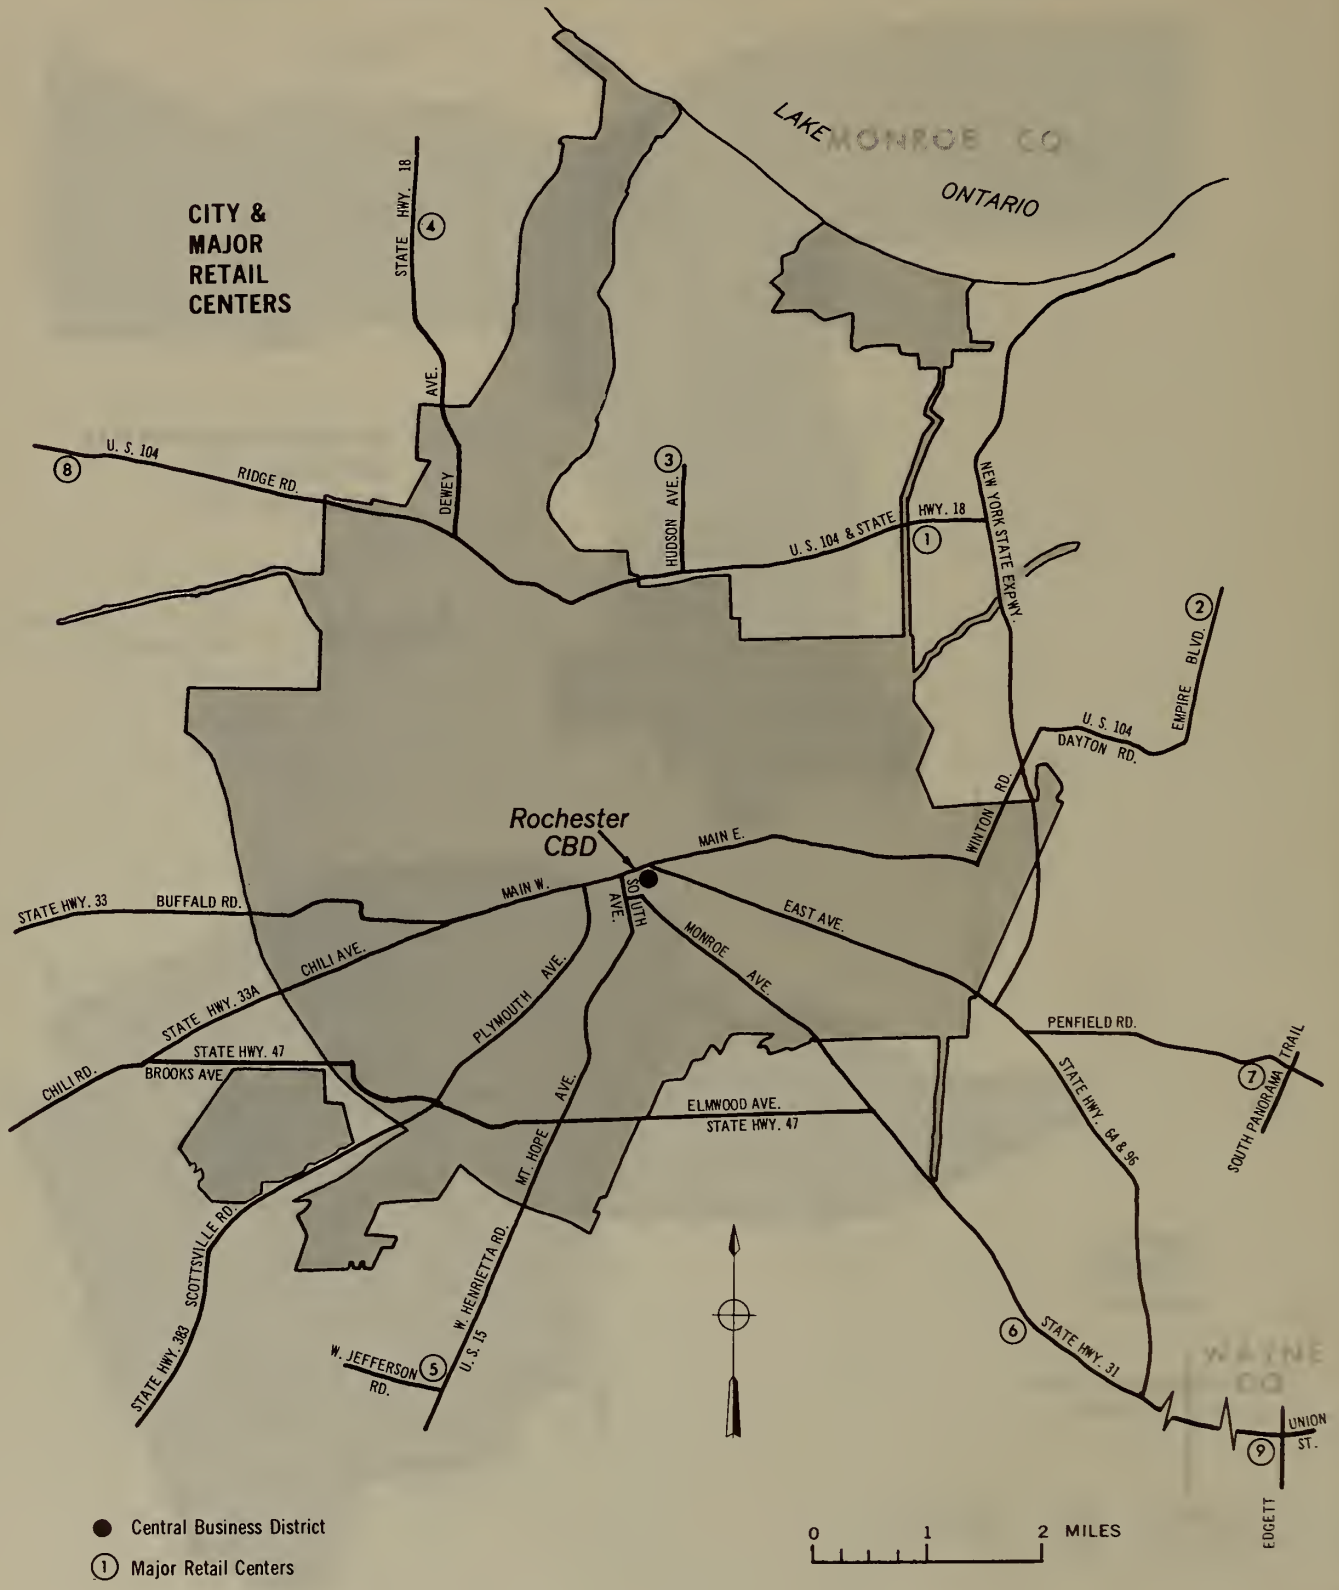 LAKE
ONTARIO
MONROE CO
CITY &
MAJOR
RETAIL
CENTERS
STATE HWY. 18
4
AVE.
DEWEY
8
U. S. 104
RIDGE RD.
3
HUDSON AVE.
U. S. 104 & STATE
HWY. 18
1
NEW YORK STATE EXPWY.
2
EMPIRE BLVD.
U. S. 104
DAYTON RD.
WINTON RD.
Rochester
CBD
MAIN E.
MAIN W.
SOUTH
AVE.
STATE HWY. 33
BUFFALD RD.
CHILI AVE.
STATE HWY. 33A
PLYMOUTH AVE.
MONROE AVE.
EAST AVE.
PENFIELD RD.
7
SOUTH PANORAMA TRAIL
CHILI RD.
STATE HWY. 47
BROOKS AVE
ELMWOOD AVE.
STATE HWY. 47
STATE HWY. 64 & 96
MT. HOPE AVE.
STATE HWY. 383 SCOTTSVILLE RD.
W. HENRIETTA RD.
U. S. 15
W. JEFFERSON
RD.
5
6
STATE HWY. 31
WAYNE
CO
9
UNION
ST.
EDGETT
Central Business District
1 Major Retail Centers
0 1 2 MILES